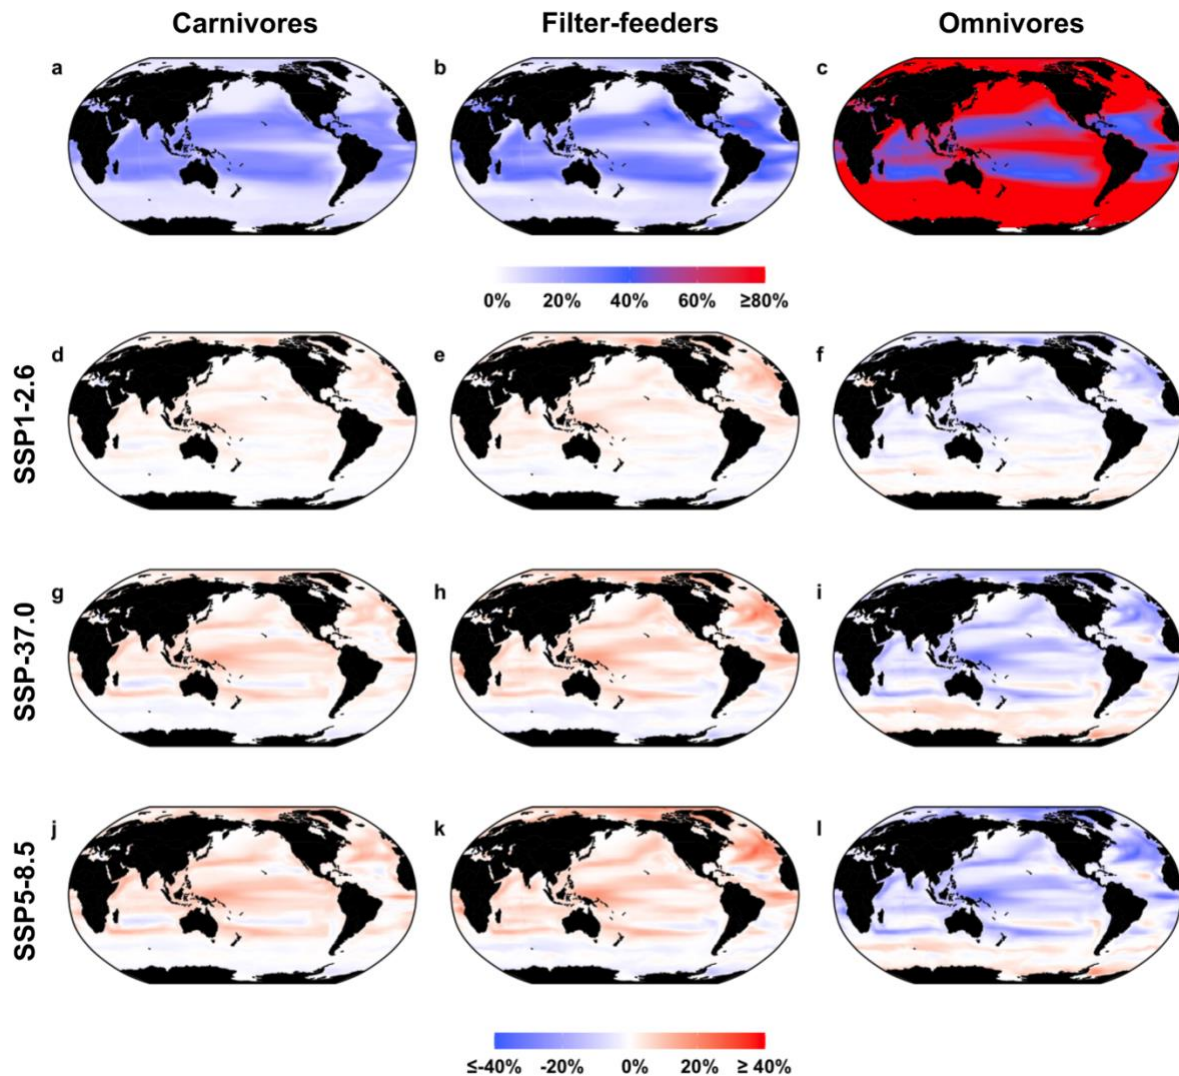 Carnivores Filter-feeders Omnivores
a b c
0% 20% 40% 60% ≥80%
SSP1-2.6
d e f
SSP-37.0
g h i
SSP5-8.5
j k l
≤-40% -20% 0% 20% ≥ 40%